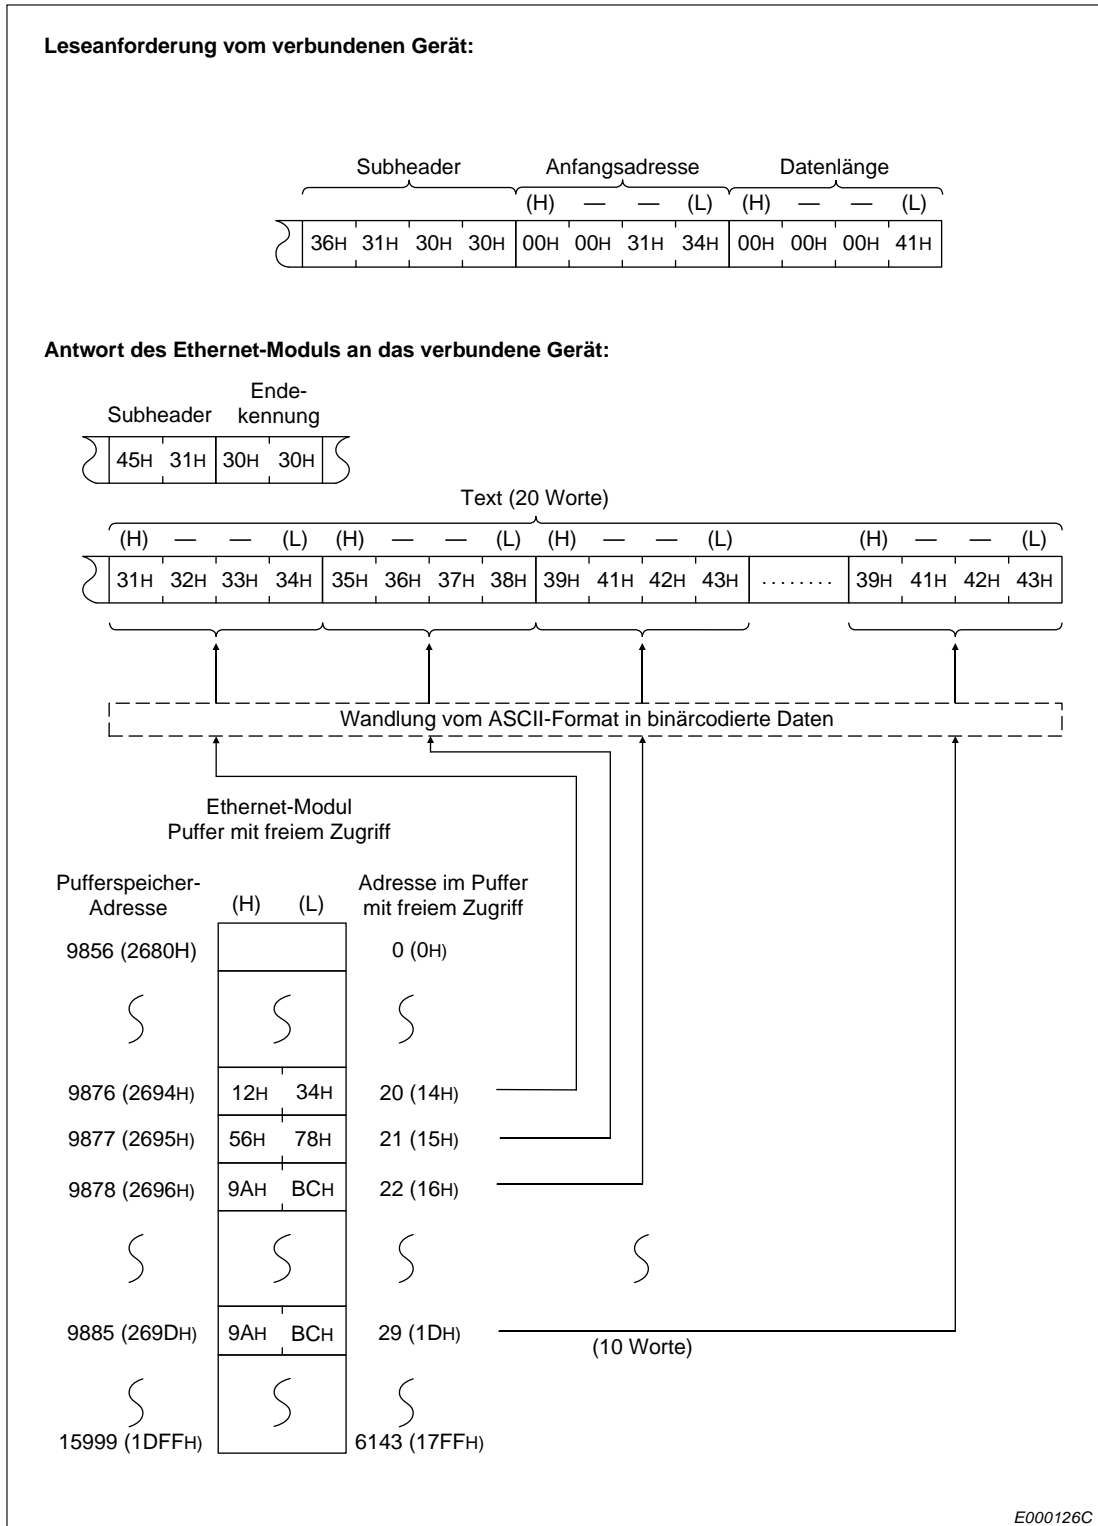 Leseanforderung vom verbundenen Gerät:
Subheader Anfangsadresse Datenlänge
(H) — — (L) (H) — — (L)
36H 31H 30H 30H 00H 00H 31H 34H 00H 00H 00H 41H
Antwort des Ethernet-Moduls an das verbundene Gerät:
Subheader Ende-
kennung
45H 31H 30H 30H
Text (20 Worte)
(H) — — (L) (H) — — (L) (H) — — (L) (H) — — (L)
31H 32H 33H 34H 35H 36H 37H 38H 39H 41H 42H 43H ........ 39H 41H 42H 43H
Wandlung vom ASCII-Format in binärcodierte Daten
Ethernet-Modul
Puffer mit freiem Zugriff
Pufferspeicher-
Adresse
(H) (L)
Adresse im Puffer
mit freiem Zugriff
9856 (2680H) 0 (0H)
9876 (2694H) 12H 34H 20 (14H)
9877 (2695H) 56H 78H 21 (15H)
9878 (2696H) 9AH BCH 22 (16H)
9885 (269DH) 9AH BCH 29 (1DH)
(10 Worte)
15999 (1DFFH) 6143 (17FFH)
E000126C